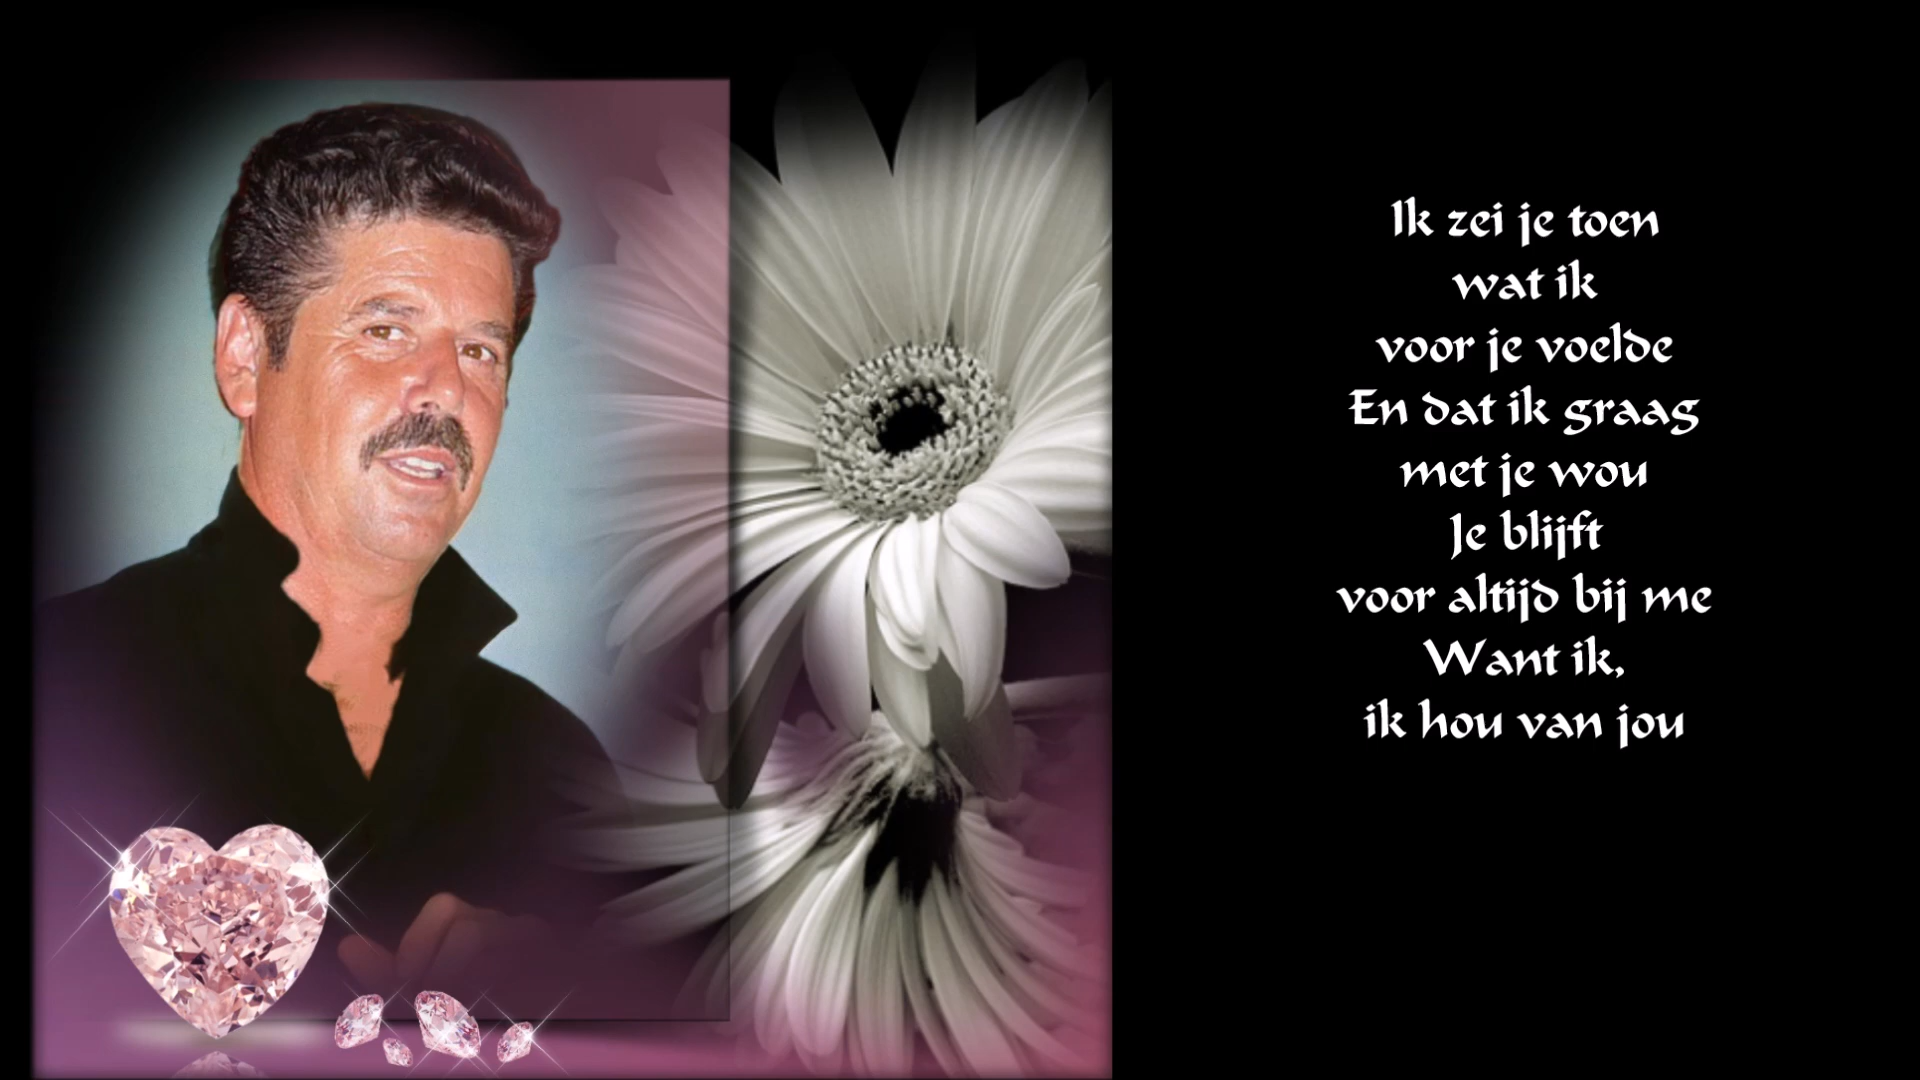 Ik zei je toen
wat ik
voor je voelde
En dat ik graag
met je wou
Je blijft
voor altijd bij me
Want ik,
ik hou van jou